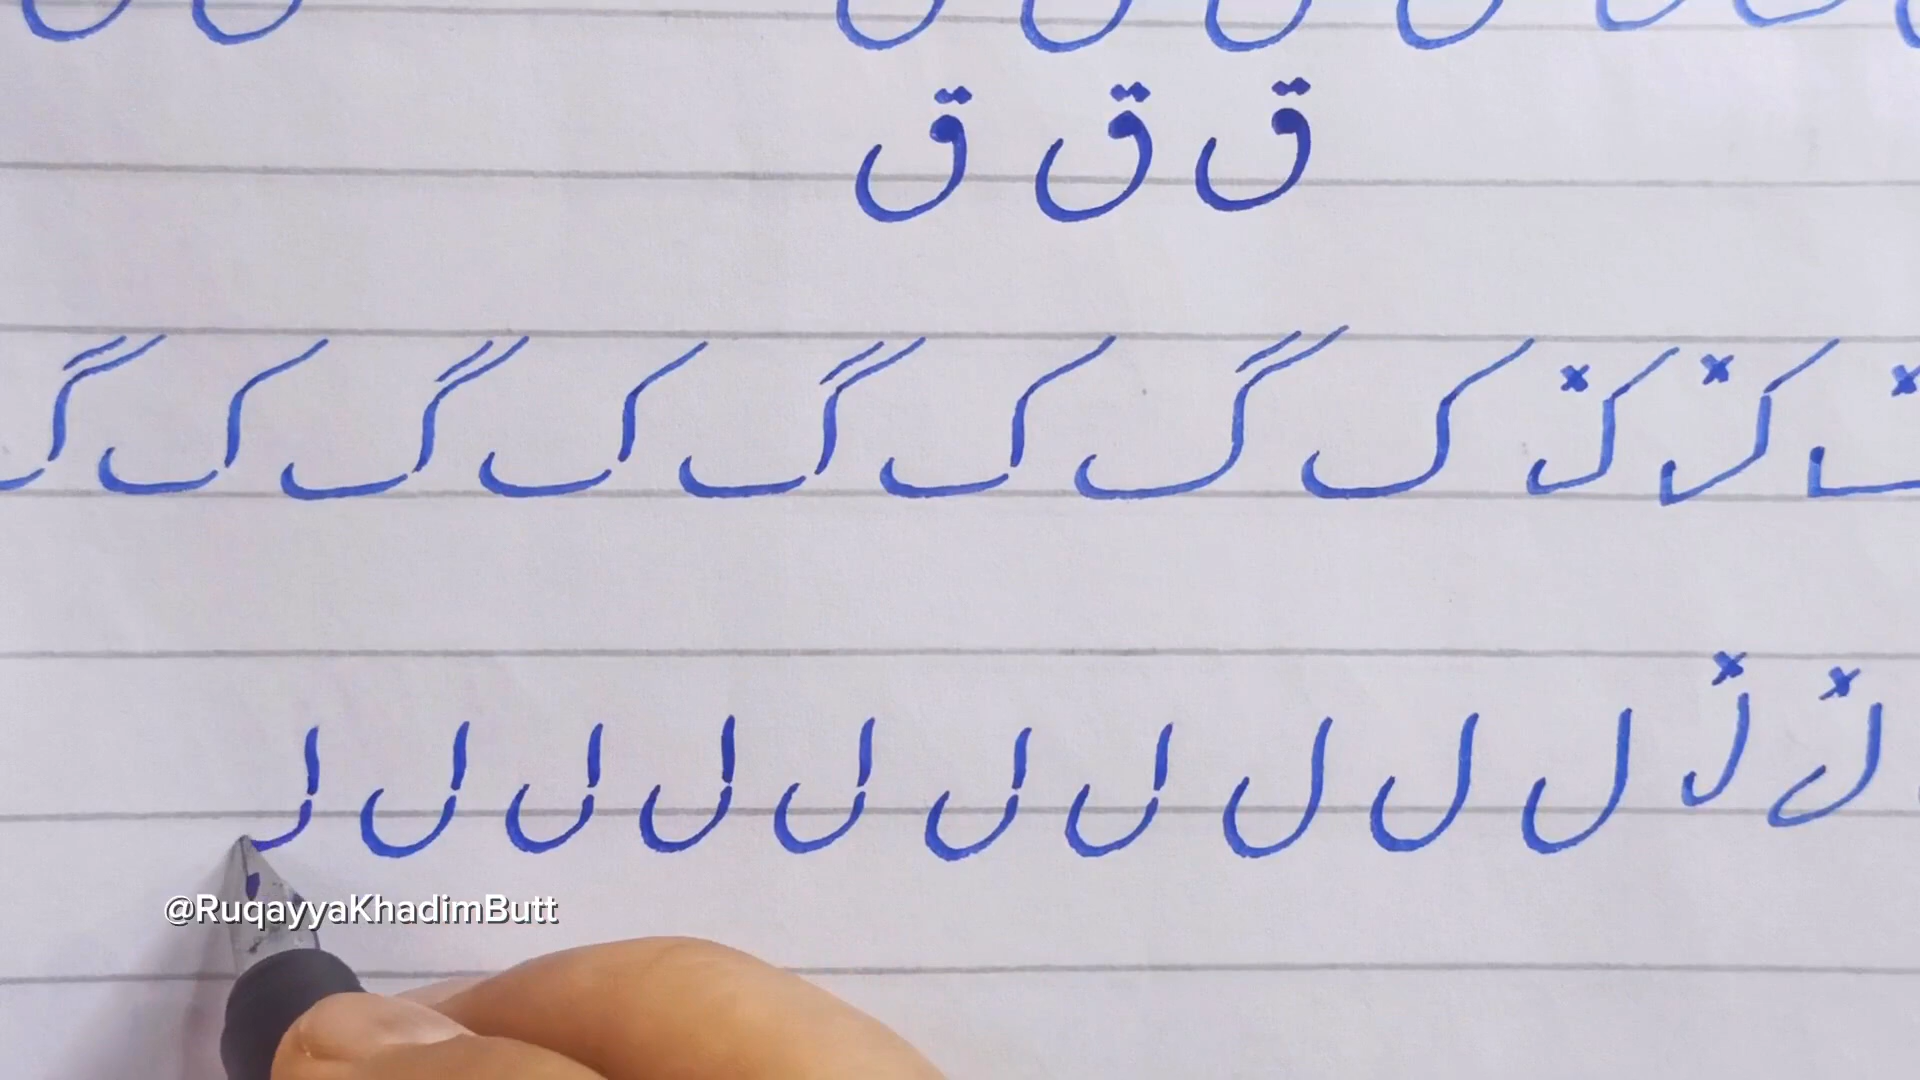 ق ق ق
ک ک ک ک گ ک گ ک گ ک گ
ل ل ل ل ل ل ل ل ل ل ل ل
@RuqayyaKhadimButt